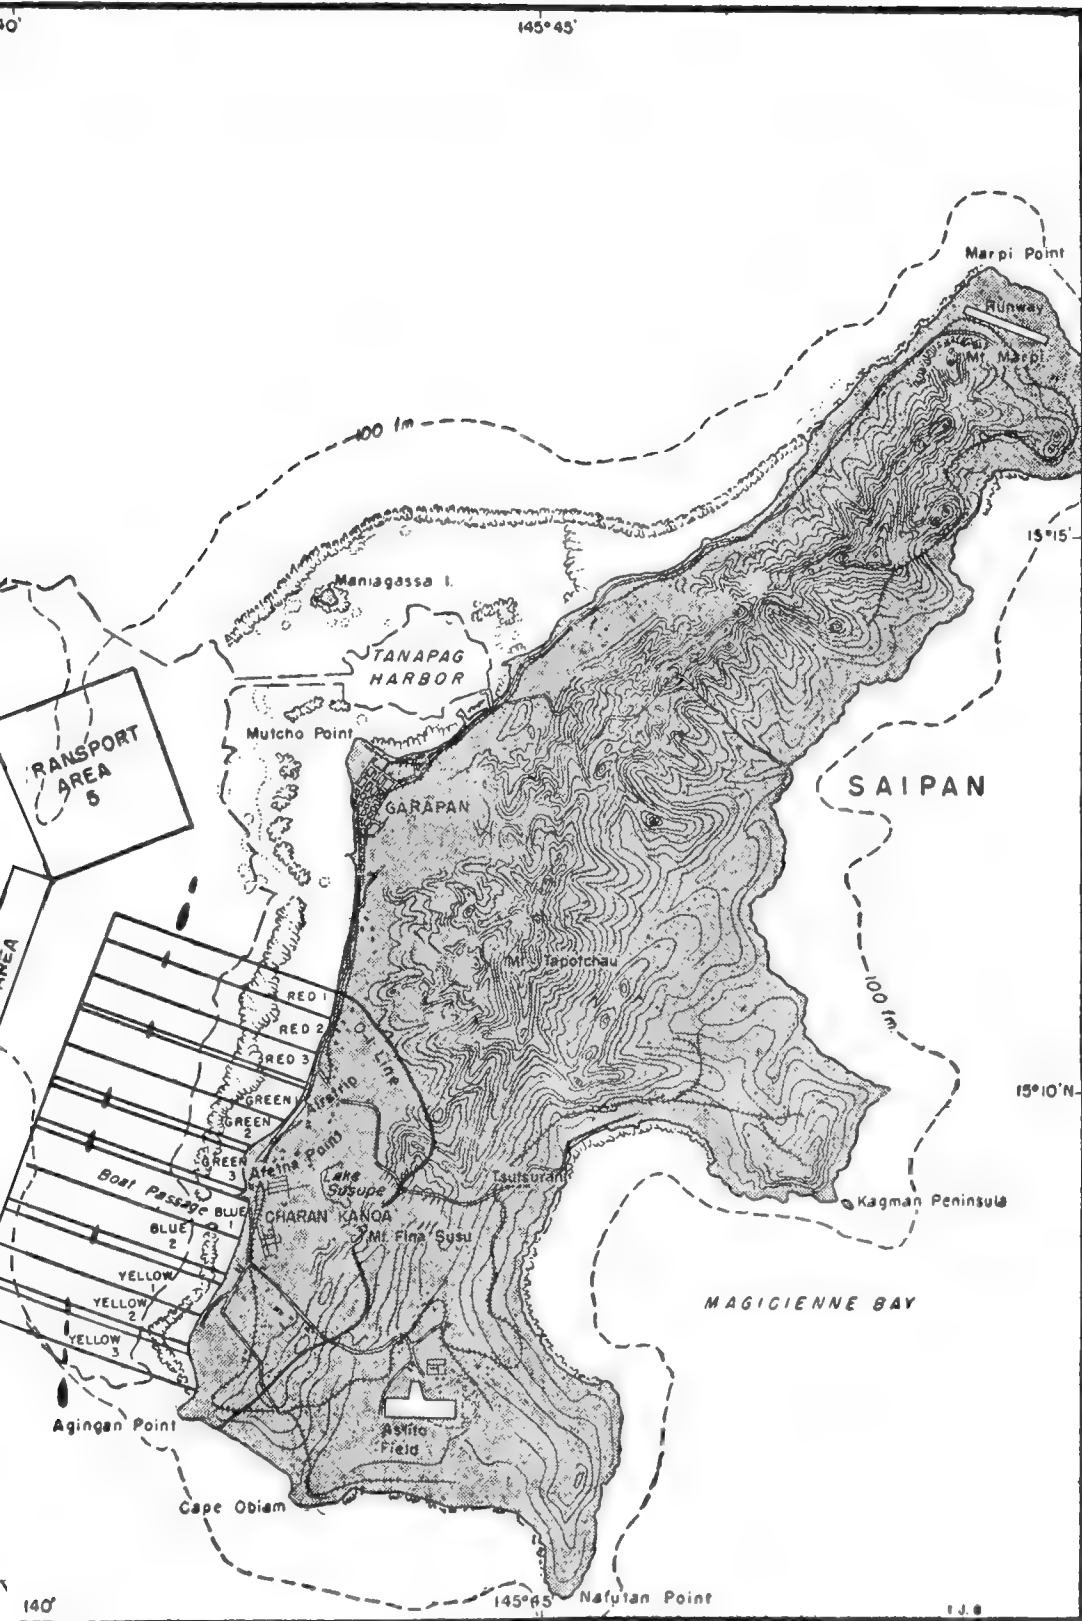 40'
145°45'
Marpi Point
Runway
Mt. Marpi
100 fm
15°15'
Maniagassa I.
TANAPAG
HARBOR
Mutcho Point
RANSPORT
AREA
5
SAIPAN
GARAPAN
AREA
Mt. Tapotchau
100 fm.
RED 1
RED 2
RED 3
O-1 Line
Airstrip
GREEN 1
GREEN
2
GREEN
3
Afetna Point
15°10'N
Lake
Susupe
Tsutsuran
Boat Passage
BLUE
1
BLUE
2
CHARAN KANOA
Mt. Fina Susu
Kagman Peninsula
YELLOW
1
YELLOW
2
YELLOW
3
MAGICIENNE BAY
Agingan Point
Aslito
Field
Cape Obiam
Nafutan Point
140'
145°45'